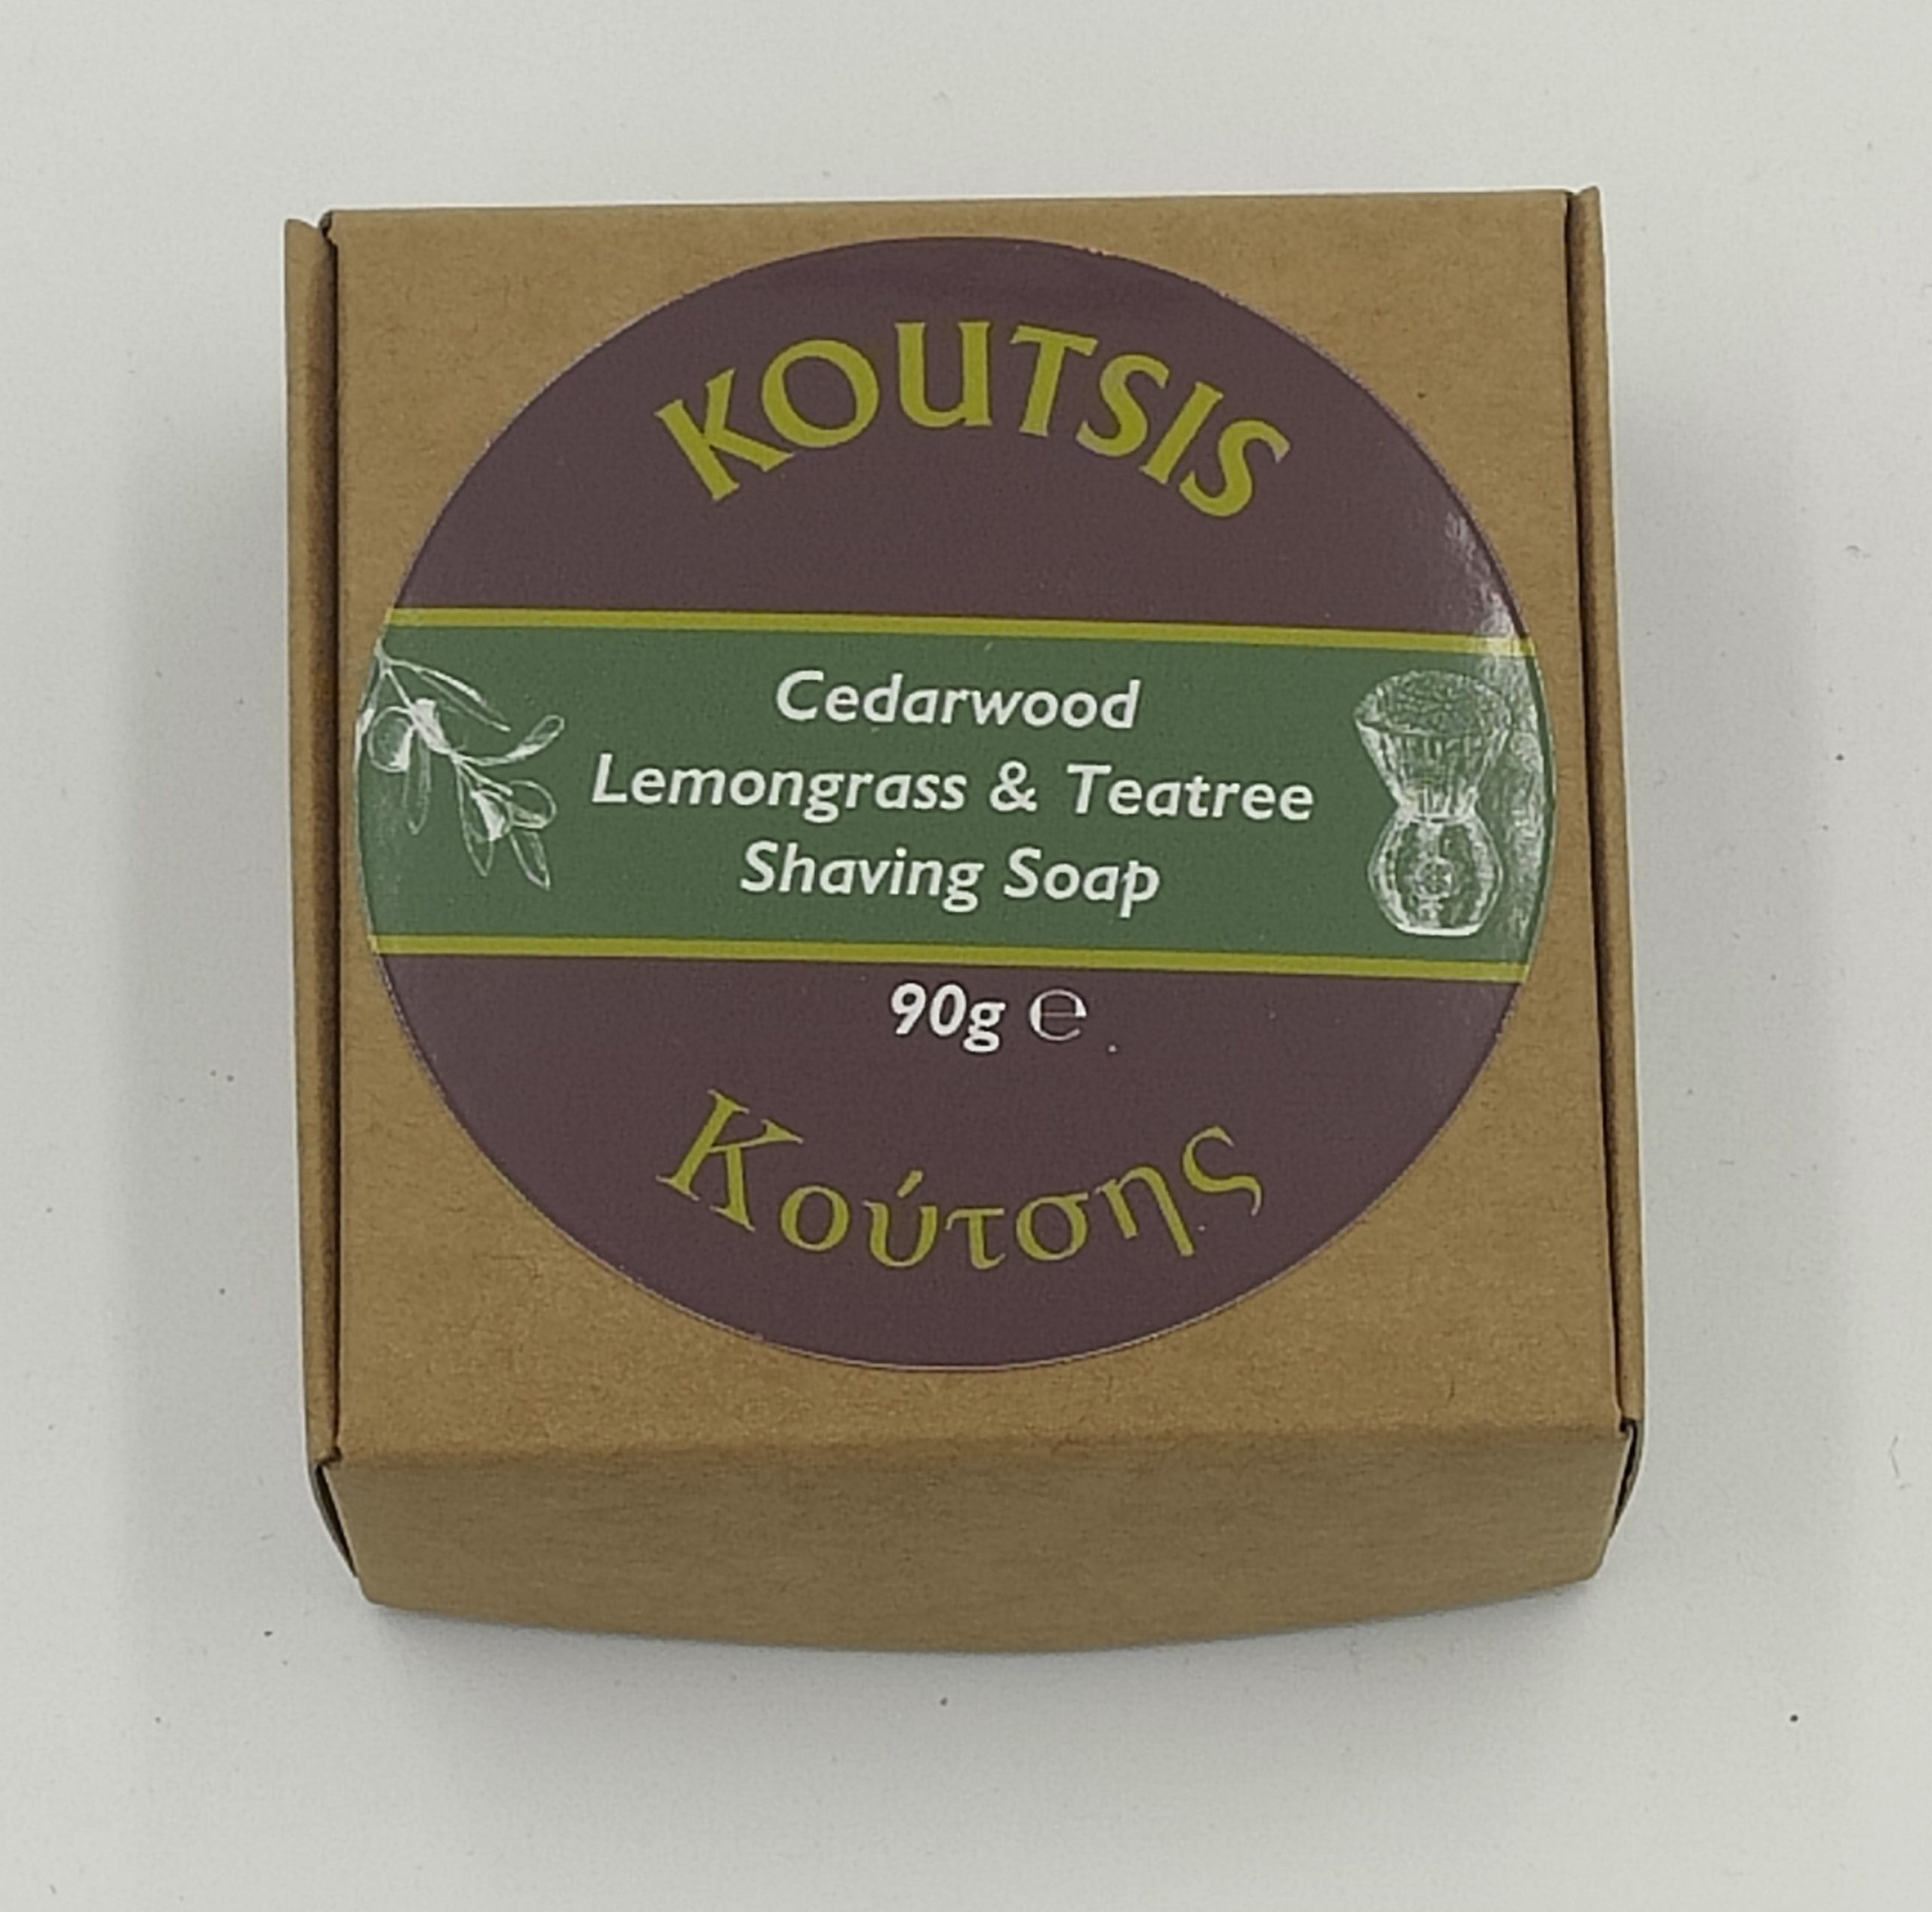 KOUTSIS
Cedarwood
Lemongrass & Teatree
Shaving Soap
90g ℮
Κούτσης